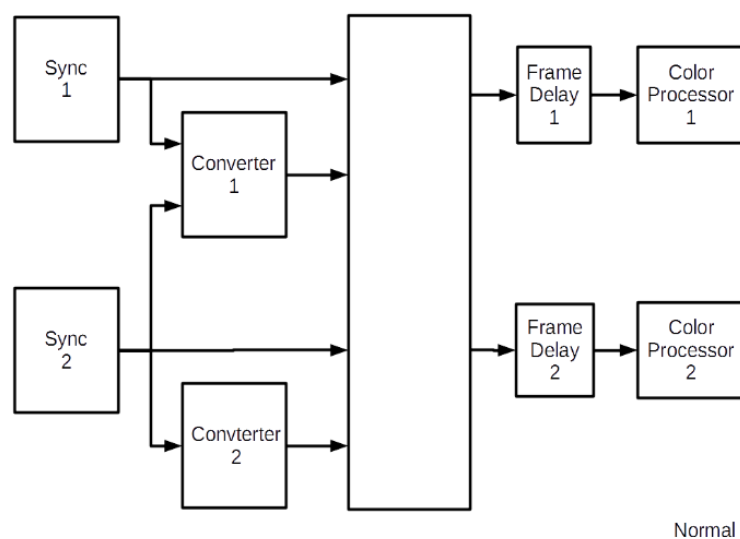 Sync
1
Converter
1
Frame
Delay
1
Color
Processor
1
Sync
2
Convterter
2
Frame
Delay
2
Color
Processor
2
Normal